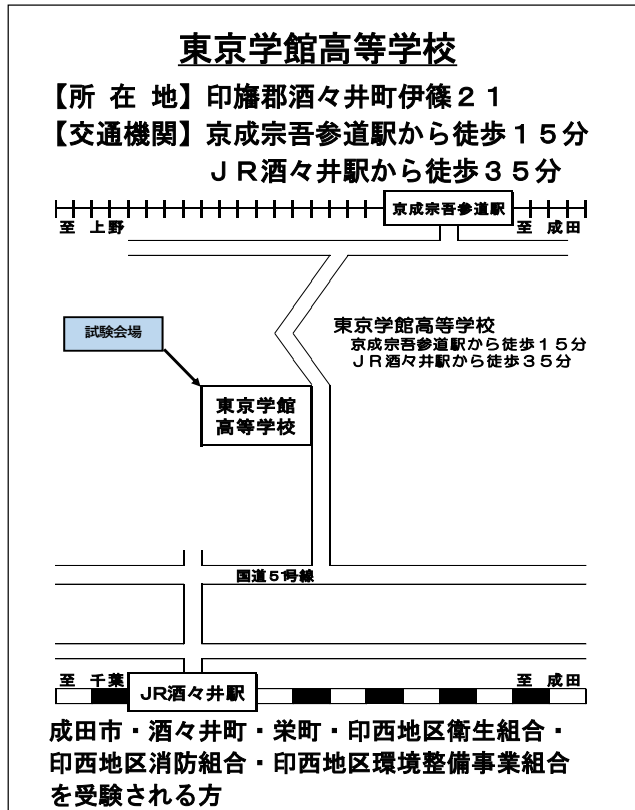 東京学館高等学校
【所 在 地】印旛郡酒々井町伊篠２１
【交通機関】京成宗吾参道駅から徒歩１５分
ＪＲ酒々井駅から徒歩３５分
京成宗吾参道駅
至 上野
至 成田
試験会場
東京学館高等学校
京成宗吾参道駅から徒歩１５分
ＪＲ酒々井駅から徒歩３５分
東京学館
高等学校
国道５１号線
至 千葉
JR酒々井駅
至 成田
成田市・酒々井町・栄町・印西地区衛生組合・
印西地区消防組合・印西地区環境整備事業組合
を受験される方